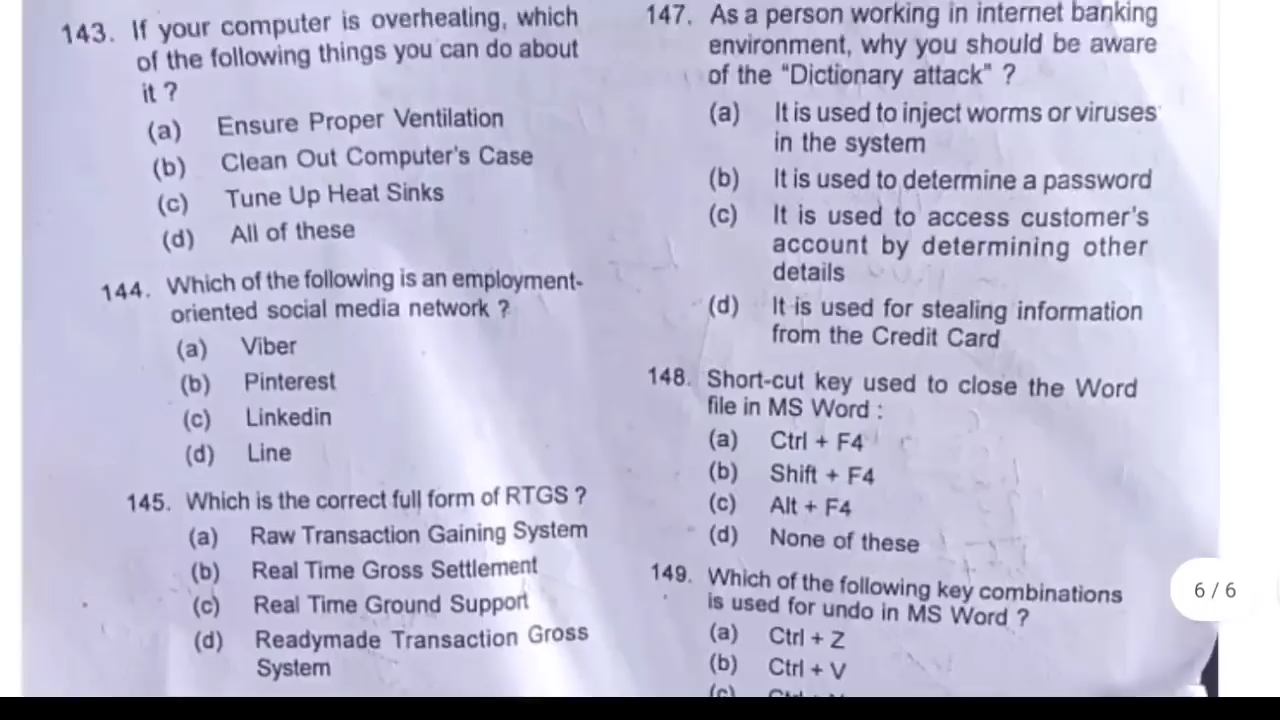 143. If your computer is overheating, which
of the following things you can do about
it ?
(a) Ensure Proper Ventilation
(b) Clean Out Computer's Case
(c) Tune Up Heat Sinks
(d) All of these
144. Which of the following is an employment-
oriented social media network ?
(a) Viber
(b) Pinterest
(c) Linkedin
(d) Line
145. Which is the correct full form of RTGS ?
(a) Raw Transaction Gaining System
(b) Real Time Gross Settlement
(c) Real Time Ground Support
(d) Readymade Transaction Gross
System
147. As a person working in internet banking
environment, why you should be aware
of the "Dictionary attack" ?
(a) It is used to inject worms or viruses
in the system
(b) It is used to determine a password
(c) It is used to access customer's
account by determining other
details
(d) It is used for stealing information
from the Credit Card
148. Short-cut key used to close the Word
file in MS Word :
(a) Ctrl + F4
(b) Shift + F4
(c) Alt + F4
(d) None of these
149. Which of the following key combinations
is used for undo in MS Word ?
(a) Ctrl + Z
(b) Ctrl + V
(c)
6 / 6